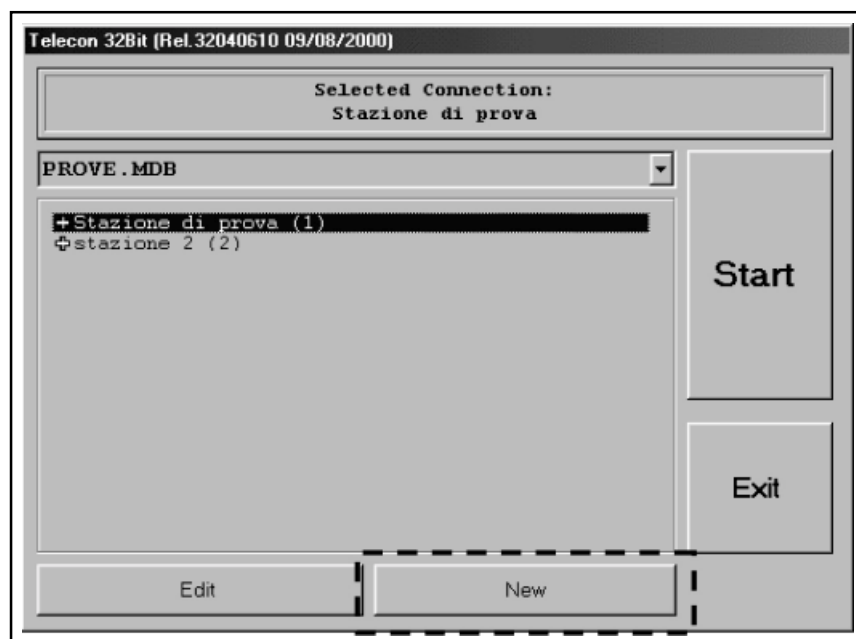 Telecon 32Bit (Rel.32040610 09/08/2000)
Selected Connection:
Stazione di prova
PROVE.MDB
+Stazione di prova (1)
stazione 2 (2)
Start
Exit
Edit
New